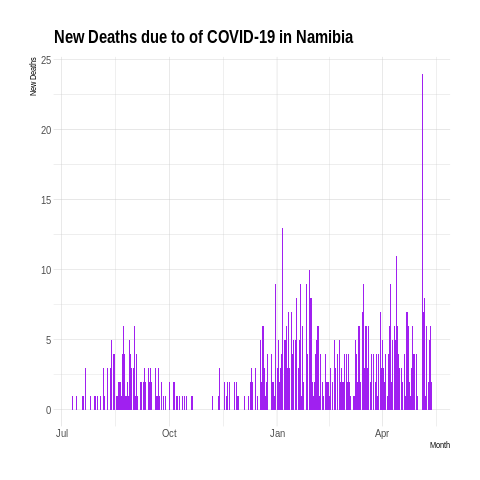 New Deaths due to of COVID-19 in Namibia
New Deaths
25
20
15
10
5
0
Jul
Oct
Jan
Apr
Month